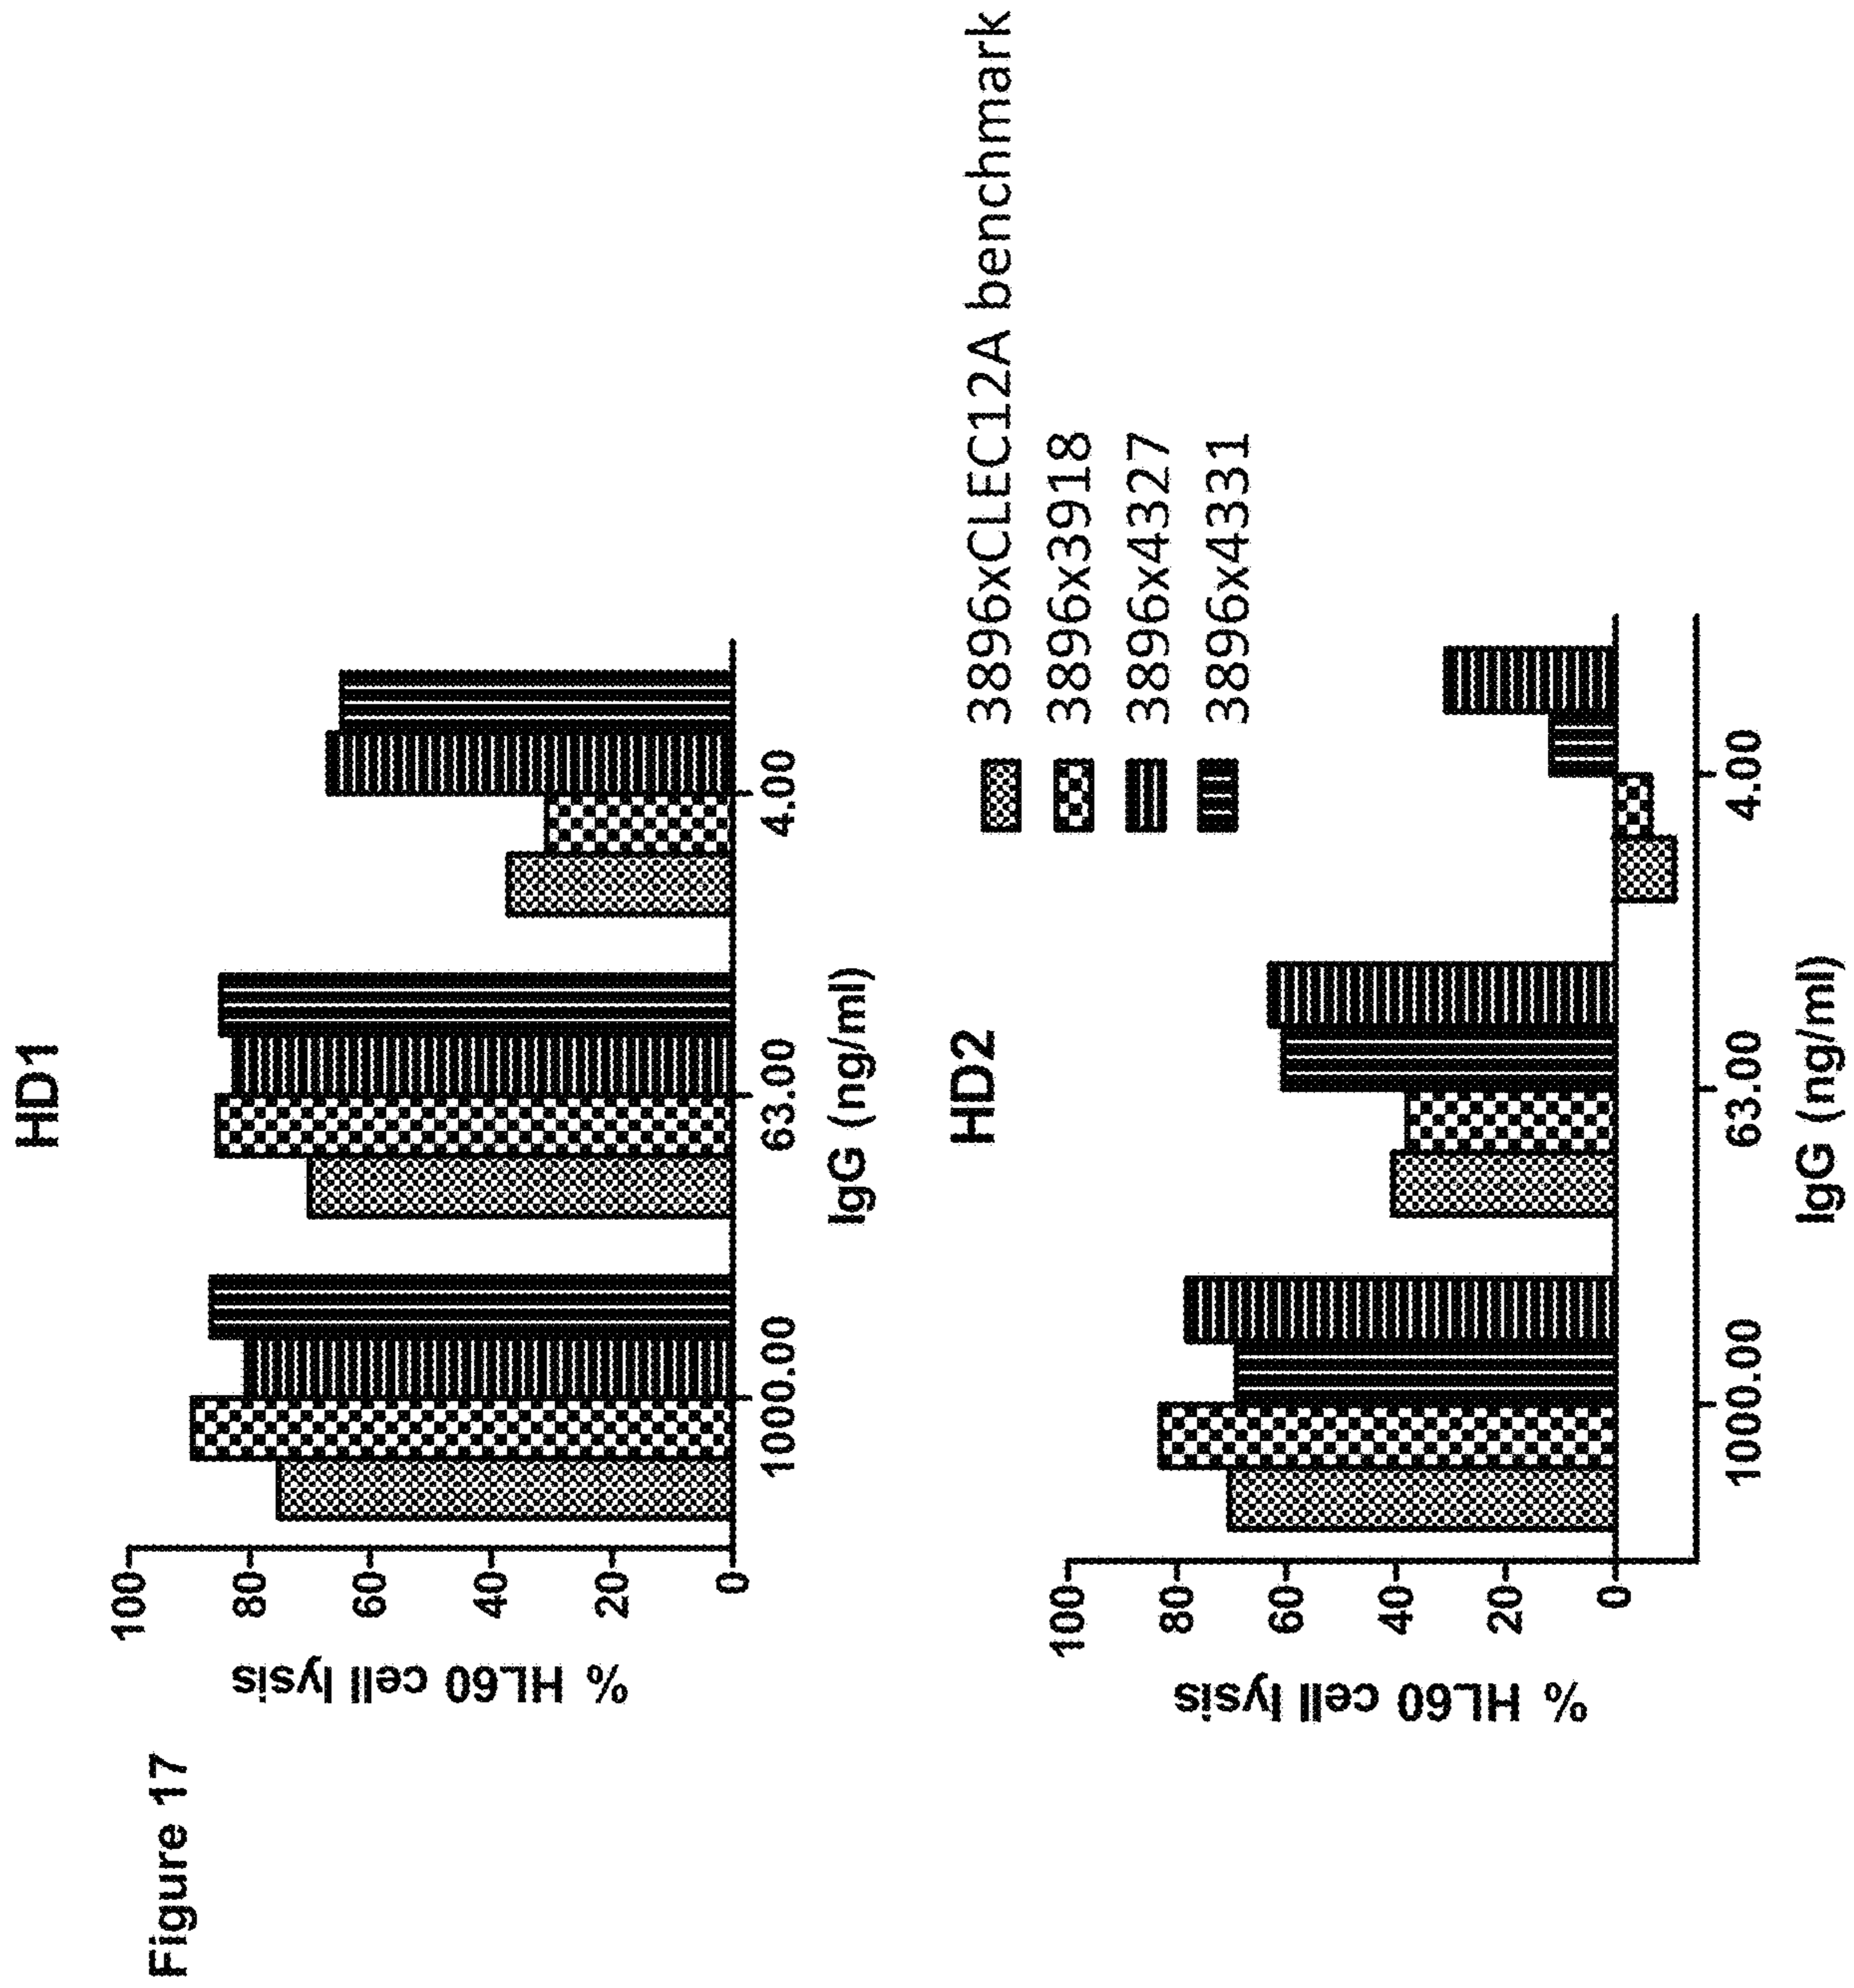 Figure 17
HD1
% HL60 cell lysis
100
80
60
40
20
0
1000.00
63.00
4.00
IgG (ng/ml)
HD2
% HL60 cell lysis
100
80
60
40
20
0
1000.00
63.00
4.00
IgG (ng/ml)
3896xCLEC12A benchmark
3896x3918
3896x4327
3896x4331